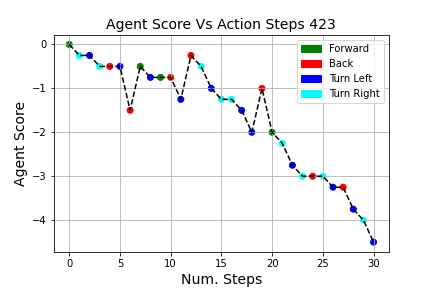 Agent Score Vs Action Steps 423
0
−1
−2
−3
−4
Agent Score
Forward
Back
Turn Left
Turn Right
0 5 10 15 20 25 30
Num. Steps